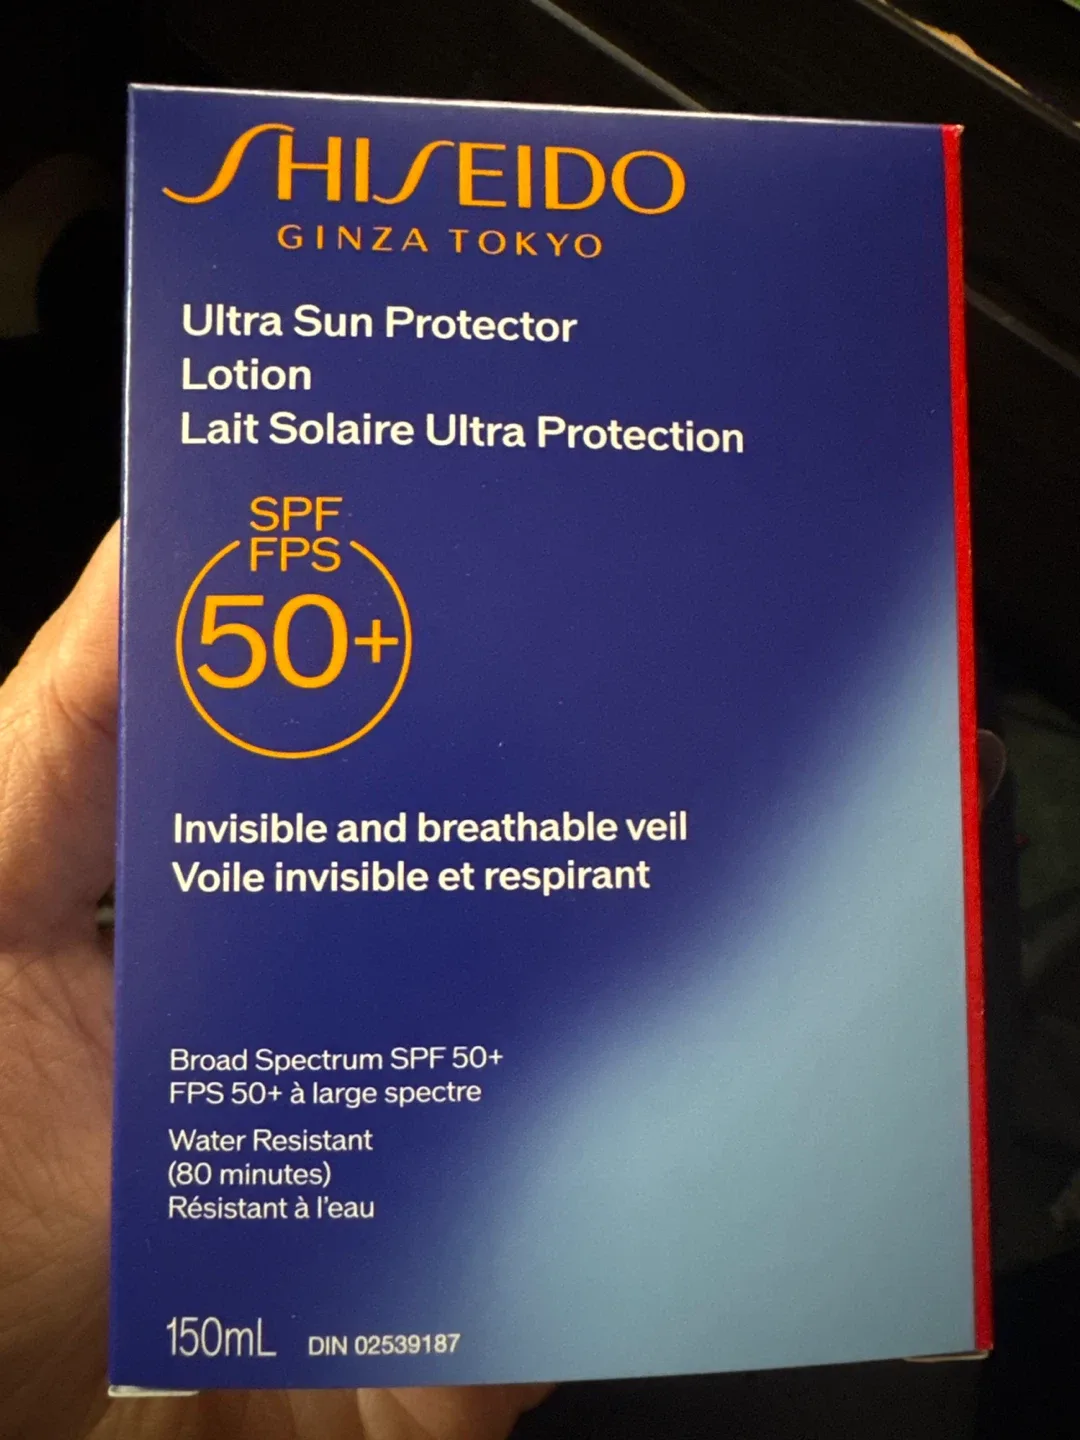 SHISEIDO
GINZA TOKYO
Ultra Sun Protector
Lotion
Lait Solaire Ultra Protection
SPF
FPS
50+
Invisible and breathable veil
Voile invisible et respirant
Broad Spectrum SPF 50+
FPS 50+ à large spectre
Water Resistant
(80 minutes)
Résistant à l'eau
150mL DIN 02539187